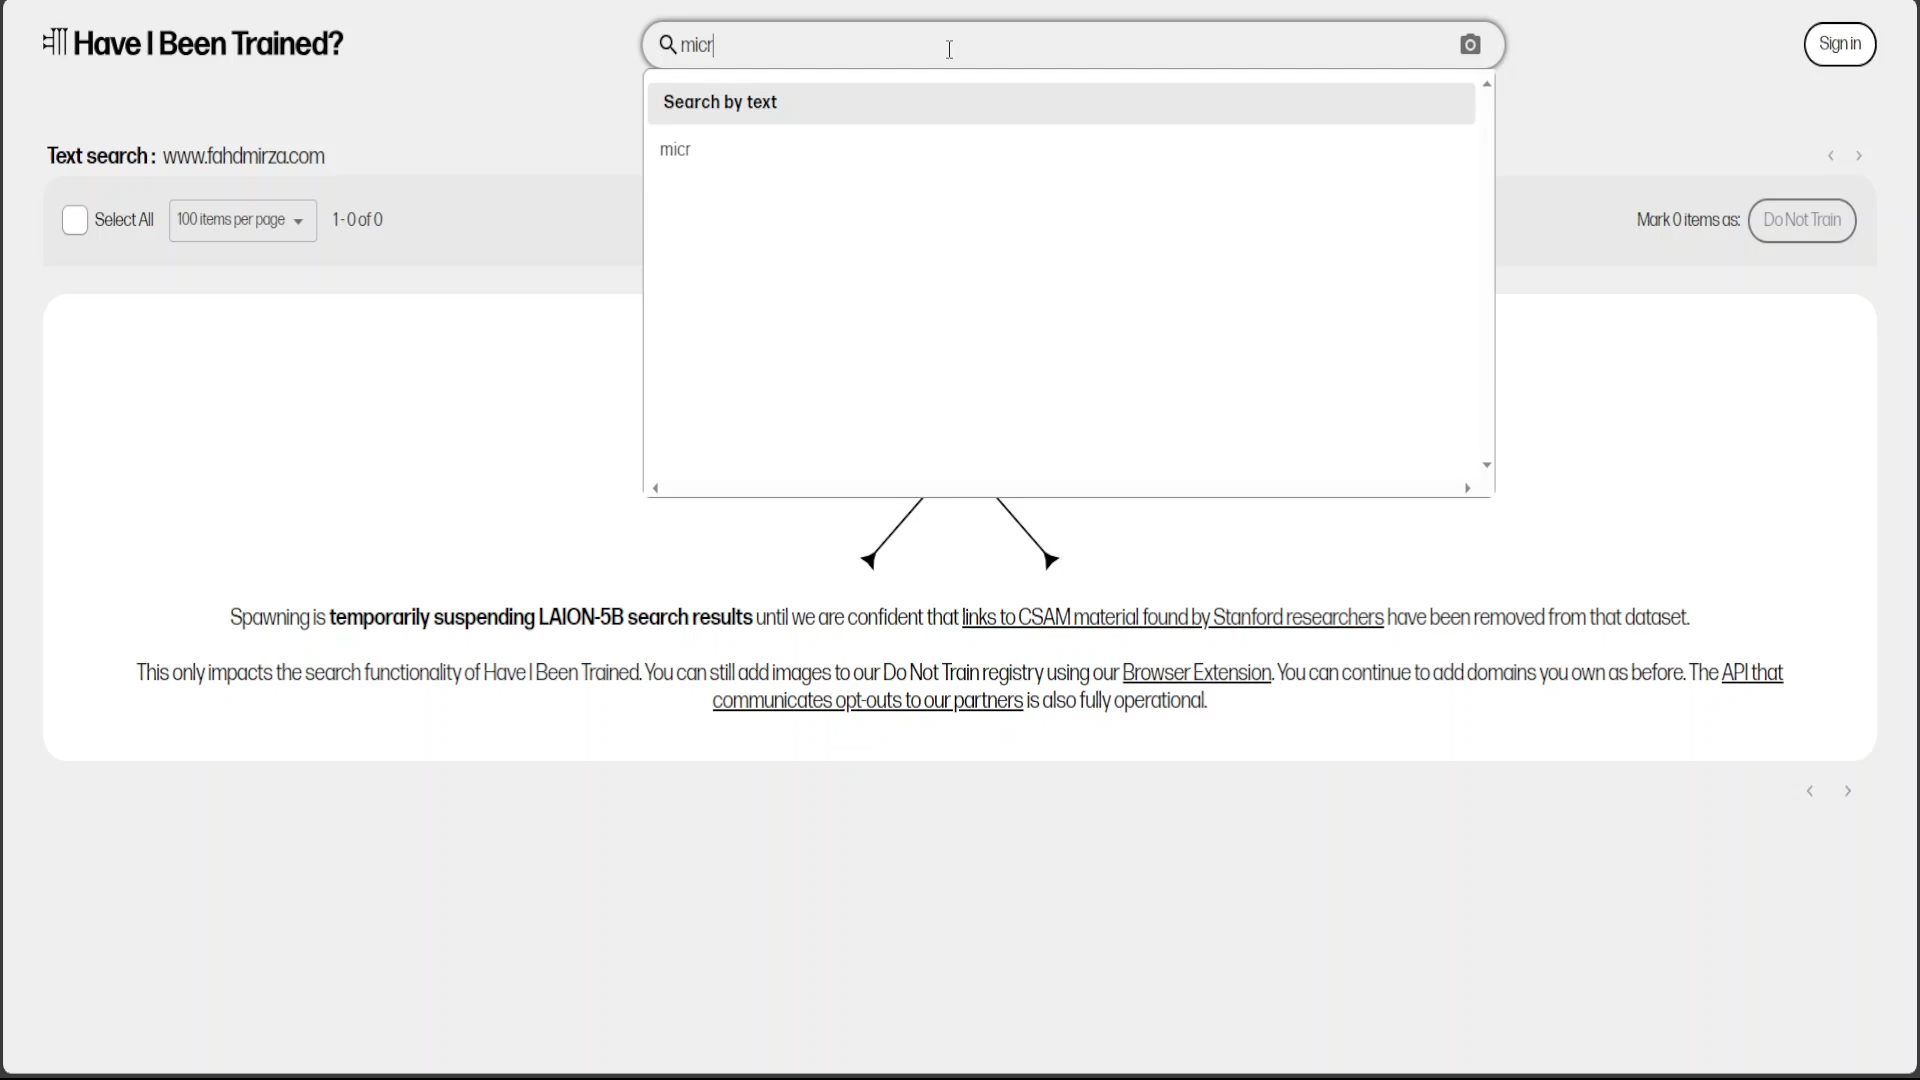 Have I Been Trained?
micr
Sign in
Search by text
micr
Text search : www.fahdmirza.com
Select All
100 items per page
1 - 0 of 0
Mark 0 items as:
Do Not Train
Spawning is temporarily suspending LAION-5B search results until we are confident that links to CSAM material found by Stanford researchers have been removed from that dataset.
This only impacts the search functionality of Have I Been Trained. You can still add images to our Do Not Train registry using our Browser Extension. You can continue to add domains you own as before. The API that
communicates opt-outs to our partners is also fully operational.